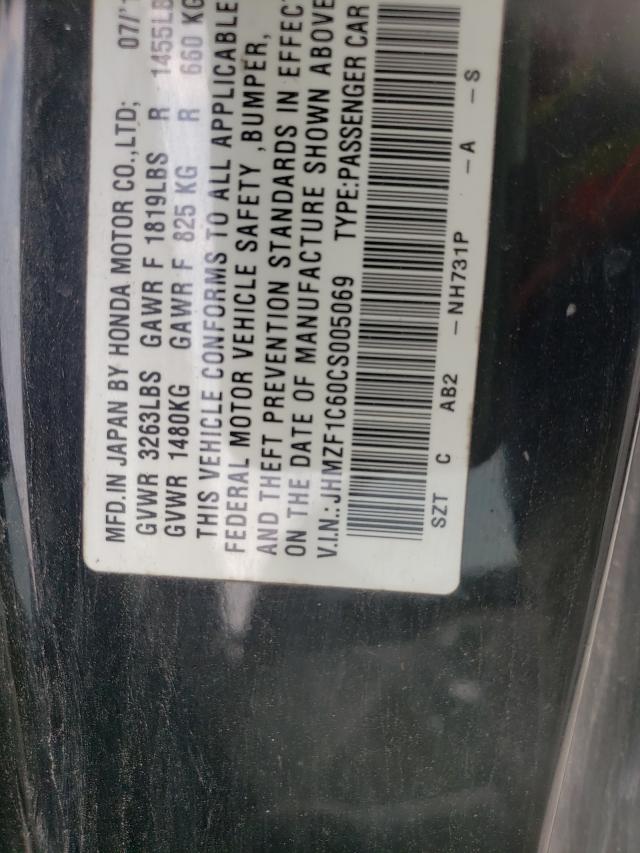 MFD.IN JAPAN BY HONDA MOTOR CO.,LTD; 07/'1
GVWR 3263LBS GAWR F 1819LBS R 1455LB
GVWR 1480KG GAWR F 825 KG R 660 KG
THIS VEHICLE CONFORMS TO ALL APPLICABLE
FEDERAL MOTOR VEHICLE SAFETY ,BUMPER,
AND THEFT PREVENTION STANDARDS IN EFFEC
ON THE DATE OF MANUFACTURE SHOWN ABOVE
V.I.N.: JHMZF1C60CS005069 TYPE:PASSENGER CAR
SZT C AB2 -NH731P -A -S